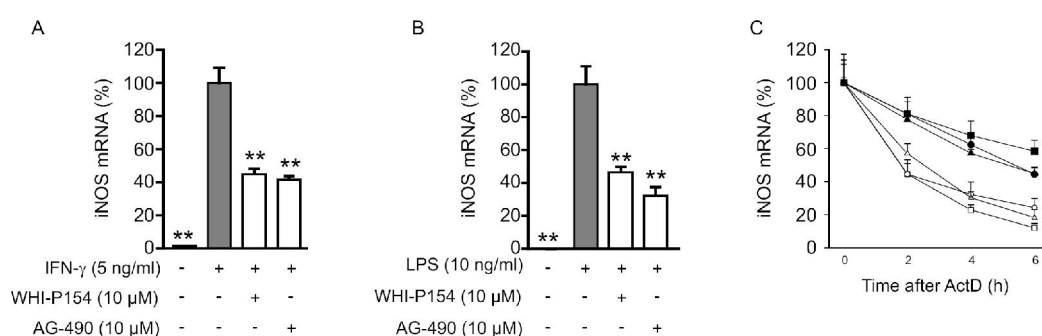 A
iNOS mRNA (%)
120
100
80
60
40
20
0
**
**
**
IFN-γ (5 ng/ml) - + + +
WHI-P154 (10 µM) - - + -
AG-490 (10 µM) - - - +
B
iNOS mRNA (%)
120
100
80
60
40
20
0
**
**
**
LPS (10 ng/ml) - + + +
WHI-P154 (10 µM) - - + -
AG-490 (10 µM) - - - +
C
iNOS mRNA (%)
120
100
80
60
40
20
0
0 2 4 6
Time after ActD (h)